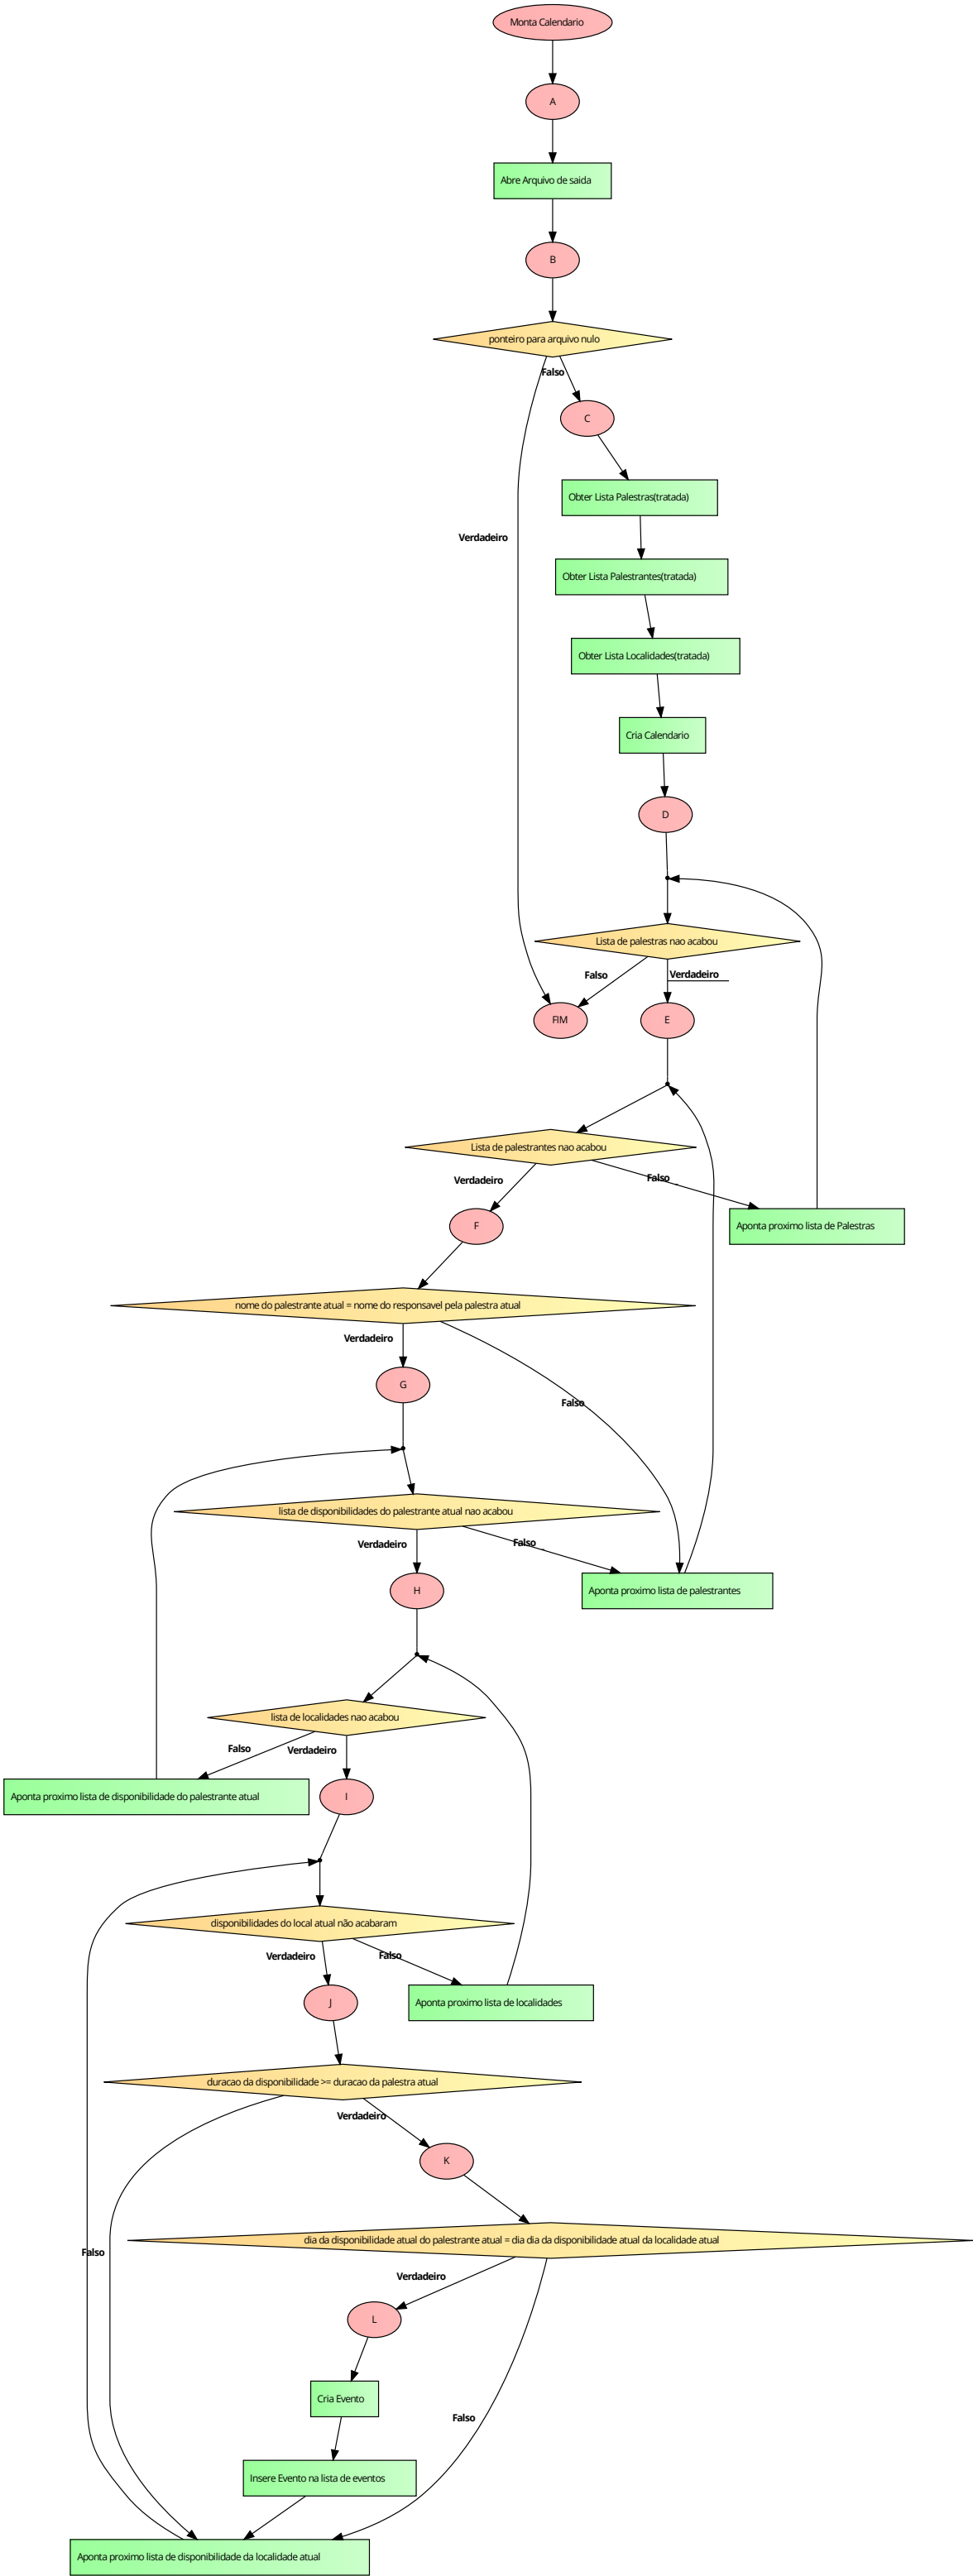 Monta Calendario
A
Abre Arquivo de saida
B
ponteiro para arquivo nulo
Falso
C
Obter Lista Palestras(tratada)
Verdadeiro
Obter Lista Palestrantes(tratada)
Obter Lista Localidades(tratada)
Cria Calendario
D
Lista de palestras nao acabou
Falso
Verdadeiro
FIM
E
Lista de palestrantes nao acabou
Verdadeiro
Falso
F
Aponta proximo lista de Palestras
nome do palestrante atual = nome do responsavel pela palestra atual
Verdadeiro
G
Falso
lista de disponibilidades do palestrante atual nao acabou
Verdadeiro
Falso
H
Aponta proximo lista de palestrantes
lista de localidades nao acabou
Falso
Verdadeiro
Aponta proximo lista de disponibilidade do palestrante atual
I
disponibilidades do local atual não acabaram
Verdadeiro
Falso
J
Aponta proximo lista de localidades
duracao da disponibilidade >= duracao da palestra atual
Verdadeiro
K
dia da disponibilidade atual do palestrante atual = dia dia da disponibilidade atual da localidade atual
Falso
Verdadeiro
L
Cria Evento
Falso
Insere Evento na lista de eventos
Aponta proximo lista de disponibilidade da localidade atual